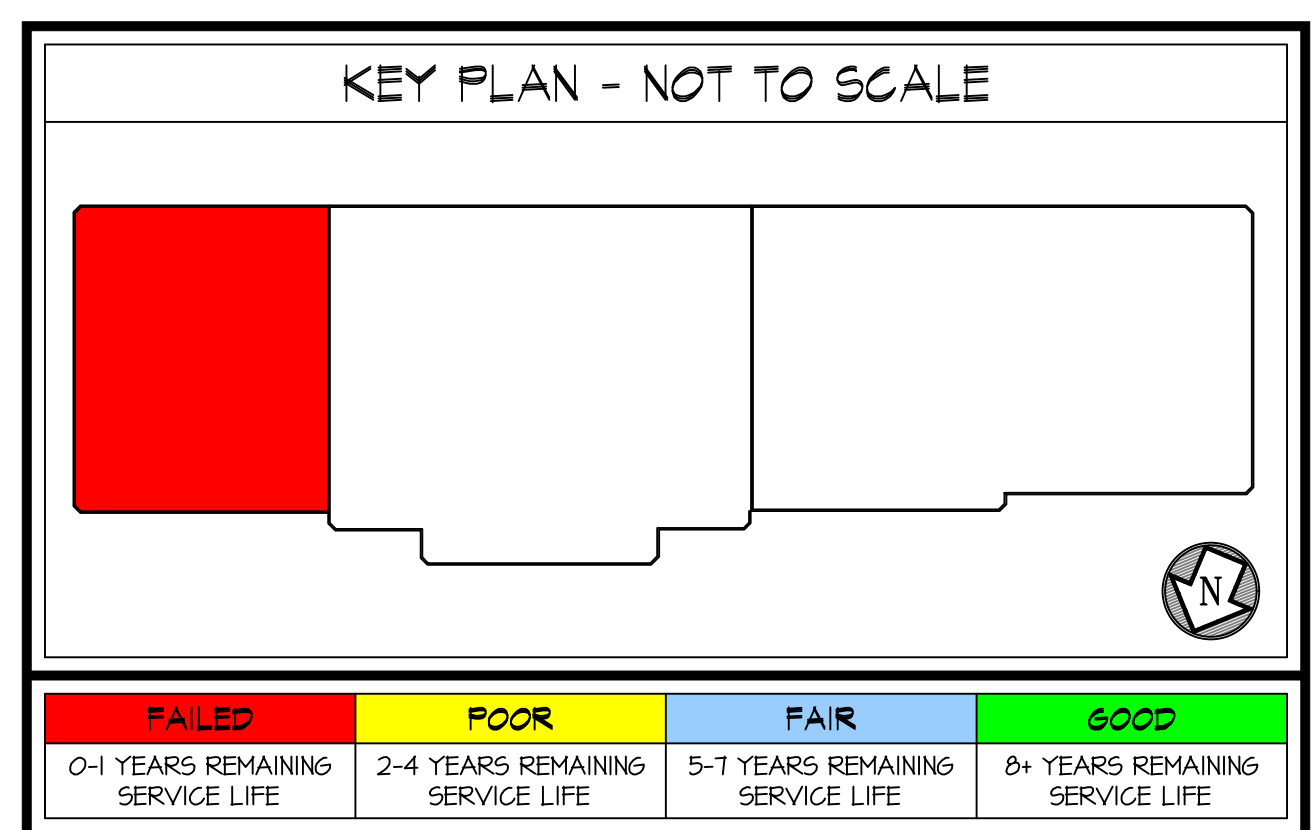 KEY PLAN - NOT TO SCALE
N
FAILED
POOR
FAIR
GOOD
0-1 YEARS REMAINING
SERVICE LIFE
2-4 YEARS REMAINING
SERVICE LIFE
5-7 YEARS REMAINING
SERVICE LIFE
8+ YEARS REMAINING
SERVICE LIFE